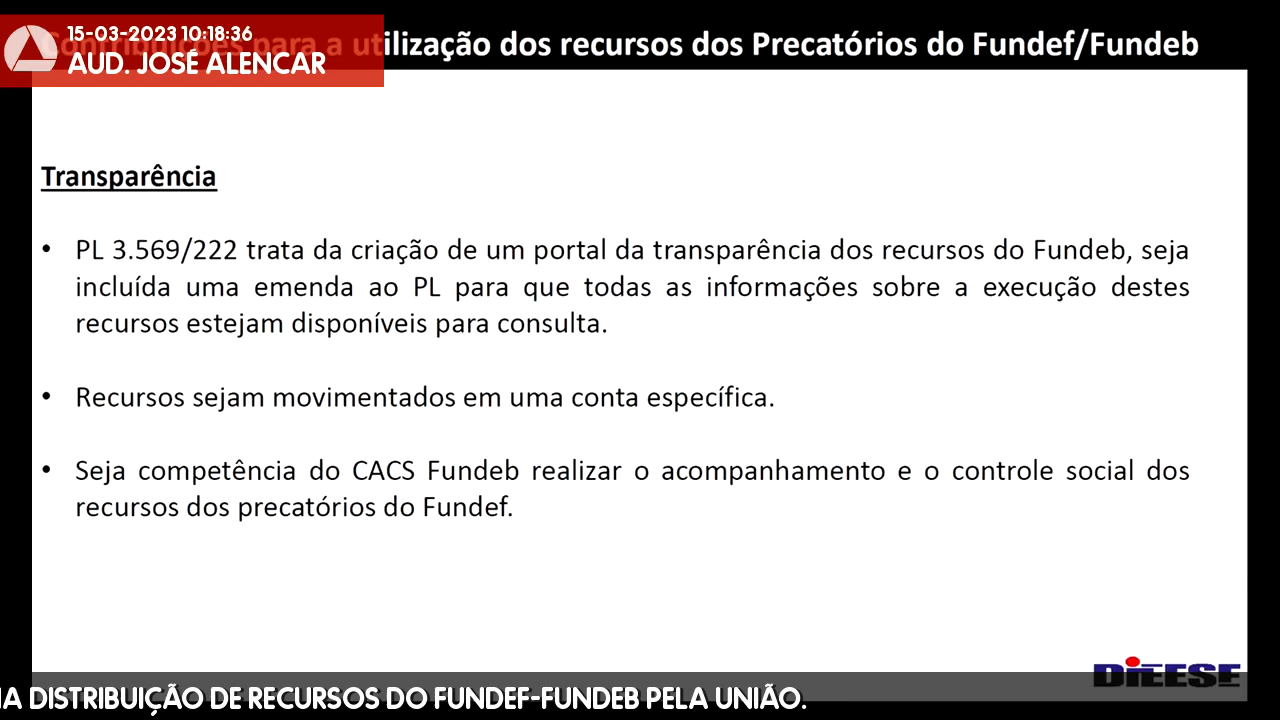 15-03-2023 10:18:36
AUD. JOSÉ ALENCAR
Contribuições para a utilização dos recursos dos Precatórios do Fundef/Fundeb
Transparência
• PL 3.569/222 trata da criação de um portal da transparência dos recursos do Fundeb, seja
incluída uma emenda ao PL para que todas as informações sobre a execução destes
recursos estejam disponíveis para consulta.
• Recursos sejam movimentados em uma conta específica.
• Seja competência do CACS Fundeb realizar o acompanhamento e o controle social dos
recursos dos precatórios do Fundef.
DIEESE
DISTRIBUIÇÃO DE RECURSOS DO FUNDEF-FUNDEB PELA UNIÃO.